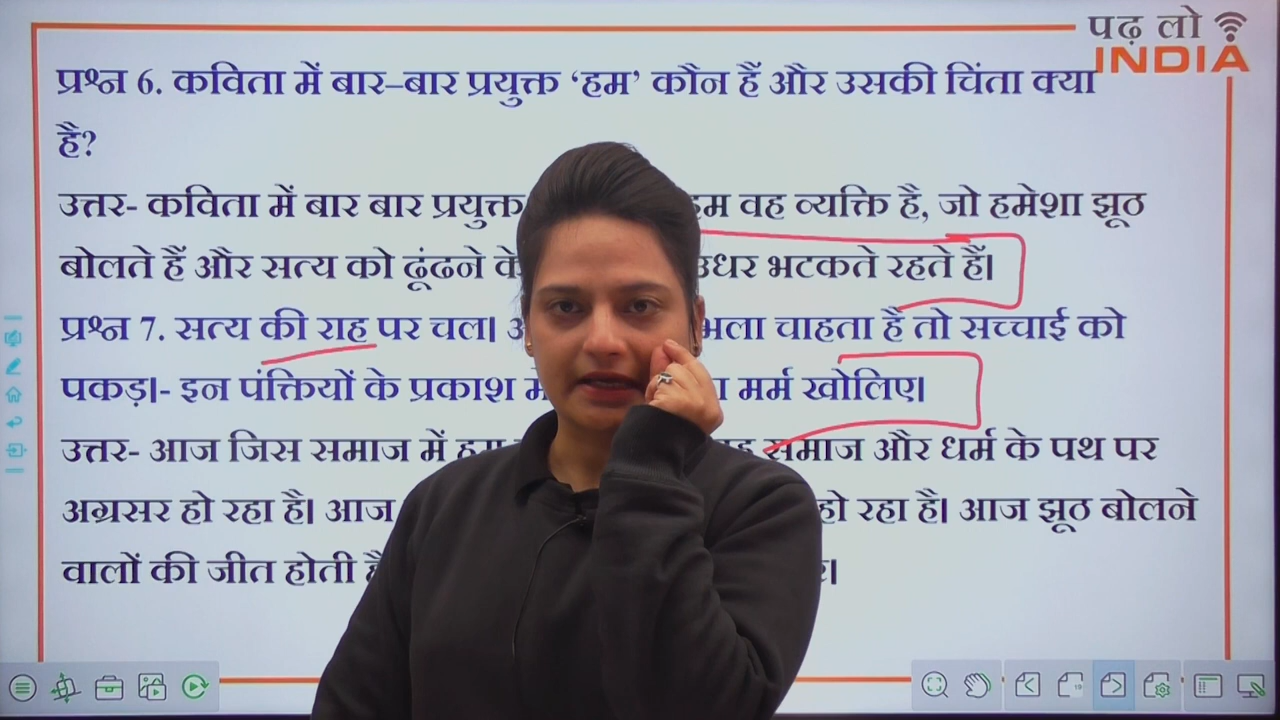 पढ़ लो
INDIA
प्रश्न 6. कविता में बार–बार प्रयुक्त ‘हम’ कौन हैं और उसकी चिंता क्या
है?
उत्तर- कविता में बार बार प्रयुक्त हम वह व्यक्ति है, जो हमेशा झूठ
बोलते हैं और सत्य को ढूंढने के उधर भटकते रहते हैं।
प्रश्न 7. सत्य की राह पर चल। भला चाहता है तो सच्चाई को
पकड़।- इन पंक्तियों के प्रकाश मर्म खोलिए।
उत्तर- आज जिस समाज में समाज और धर्म के पथ पर
अग्रसर हो रहा है। आज हो रहा है। आज झूठ बोलने
वालों की जीत होती